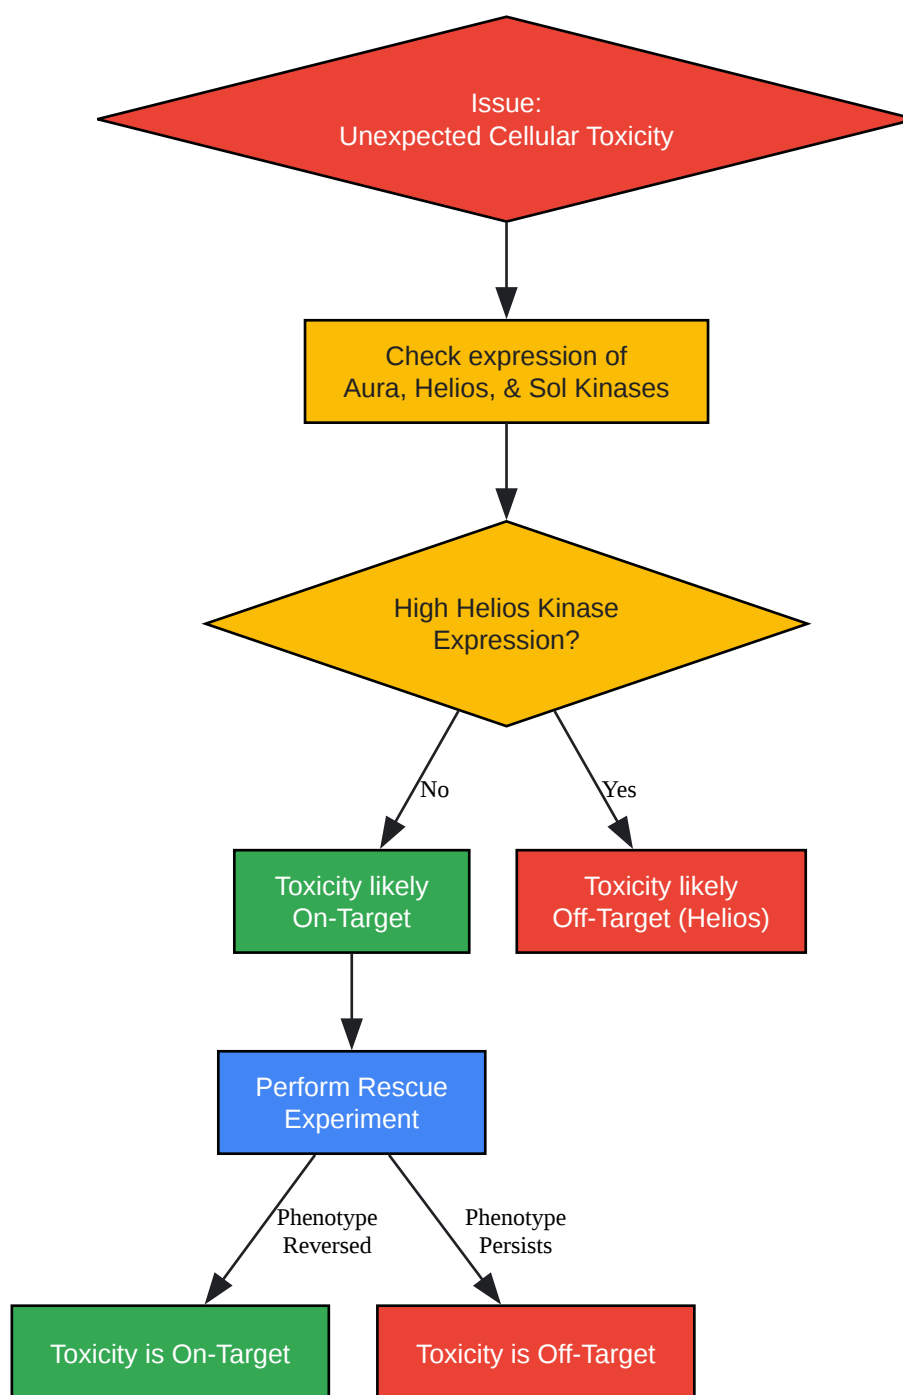 Issue:
Unexpected Cellular Toxicity
Check expression of
Aura, Helios, & Sol Kinases
High Helios Kinase
Expression?
No
Yes
Toxicity likely
On-Target
Toxicity likely
Off-Target (Helios)
Perform Rescue
Experiment
Phenotype
Reversed
Phenotype
Persists
Toxicity is On-Target
Toxicity is Off-Target